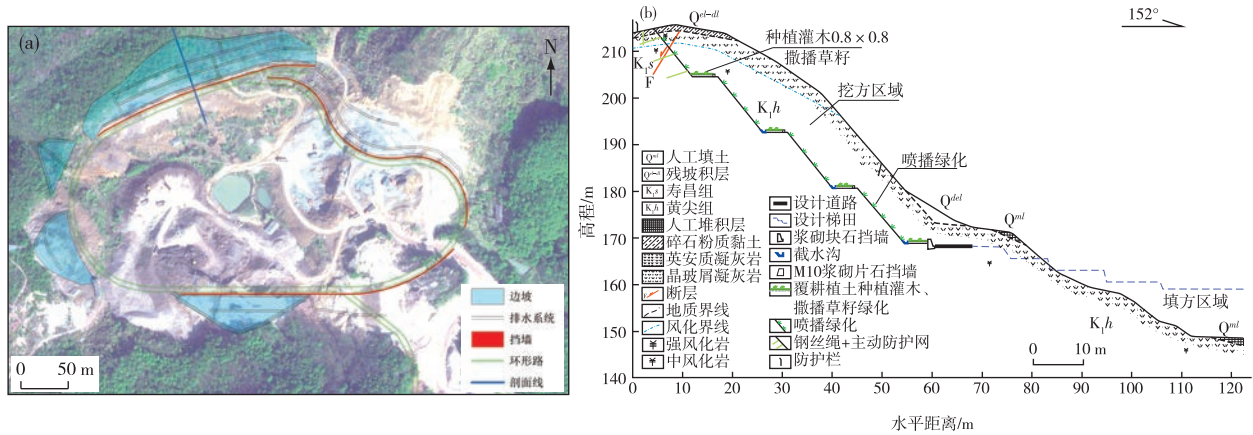 (a)
N
边坡
排水系统
挡墙
环形路
剖面线
0 50 m
(b)
152°
Q^{el-dl}
种植灌木0.8×0.8
撒播草籽
K₁s
F
挖方区域
K₁h
喷播绿化
Q^{del}
Q^{ml}
填方区域
K₁h
Q^{ml}
0 10 m
Q^{ml} 人工填土
Q^{el-dl} 残坡积层
K₁s 寿昌组
K₁h 黄尖组
人工堆积层
碎石粉质黏土
英安质凝灰岩
晶玻屑凝灰岩
断层
地质界线
风化界线
强风化岩
中风化岩
设计道路
设计梯田
浆砌块石挡墙
截水沟
M10浆砌片石挡墙
覆耕植土种植灌木、
撒播草籽绿化
喷播绿化
钢丝绳+主动防护网
防护栏
高程/m
210
200
190
180
170
160
150
140
0 10 20 30 40 50 60 70 80 90 100 110 120
水平距离/m